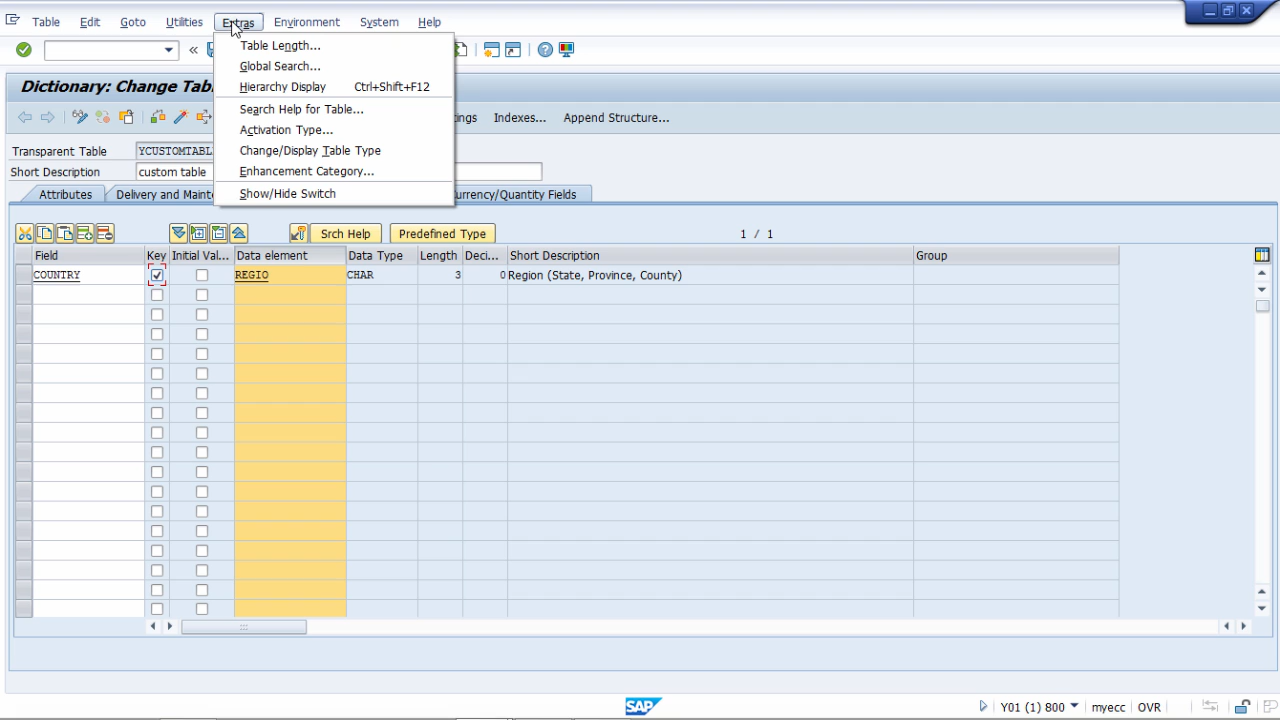 Table Edit Goto Utilities Extras Environment System Help
Table Length...
Global Search...
Hierarchy Display Ctrl+Shift+F12
Search Help for Table...
Activation Type...
Change/Display Table Type
Enhancement Category...
Show/Hide Switch
Dictionary: Change Tab
Indexes... Append Structure...
Transparent Table YCUSTOMTABL
Short Description custom table
Attributes Delivery and Mainte Currency/Quantity Fields
Srch Help Predefined Type 1 / 1
Field Key Initial Val... Data element Data Type Length Deci... Short Description Group
COUNTRY REGIO CHAR 3 0 Region (State, Province, County)
SAP Y01 (1) 800 myecc OVR